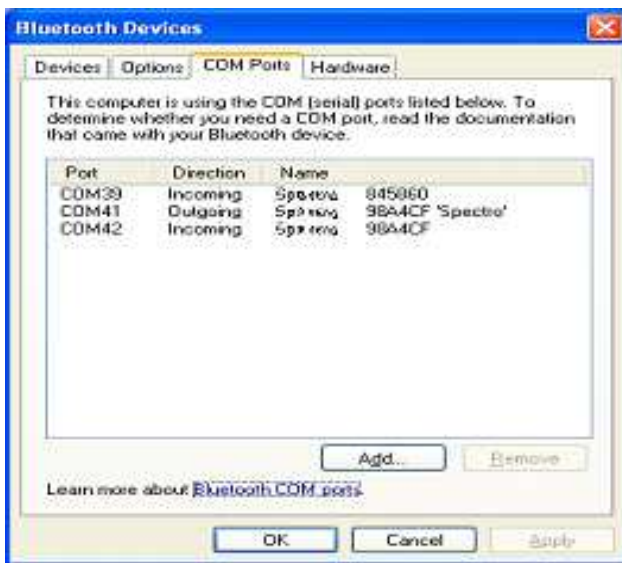 Bluetooth Devices
Devices Options COM Ports Hardware
This computer is using the COM (serial) ports listed below. To
determine whether you need a COM port, read the documentation
that came with your Bluetooth device.
Port Direction Name
COM39 Incoming 845860
COM41 Outgoing 98A4CF 'Spectro'
COM42 Incoming 98A4CF
Add... Remove
Learn more about Bluetooth COM ports.
OK Cancel Apply